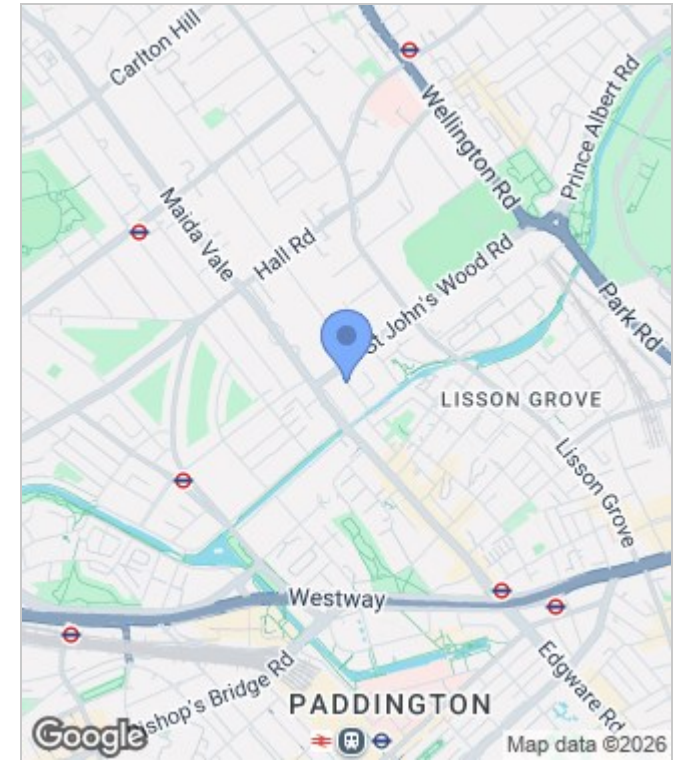 Carlton Hill
Wellington Rd
Prince Albert Rd
Maida Vale
Hall Rd
St John's Wood Rd
Park Rd
LISSON GROVE
Lisson Grove
Westway
Edgware Rd
Bishop's Bridge Rd
PADDINGTON
Google
Map data ©2026